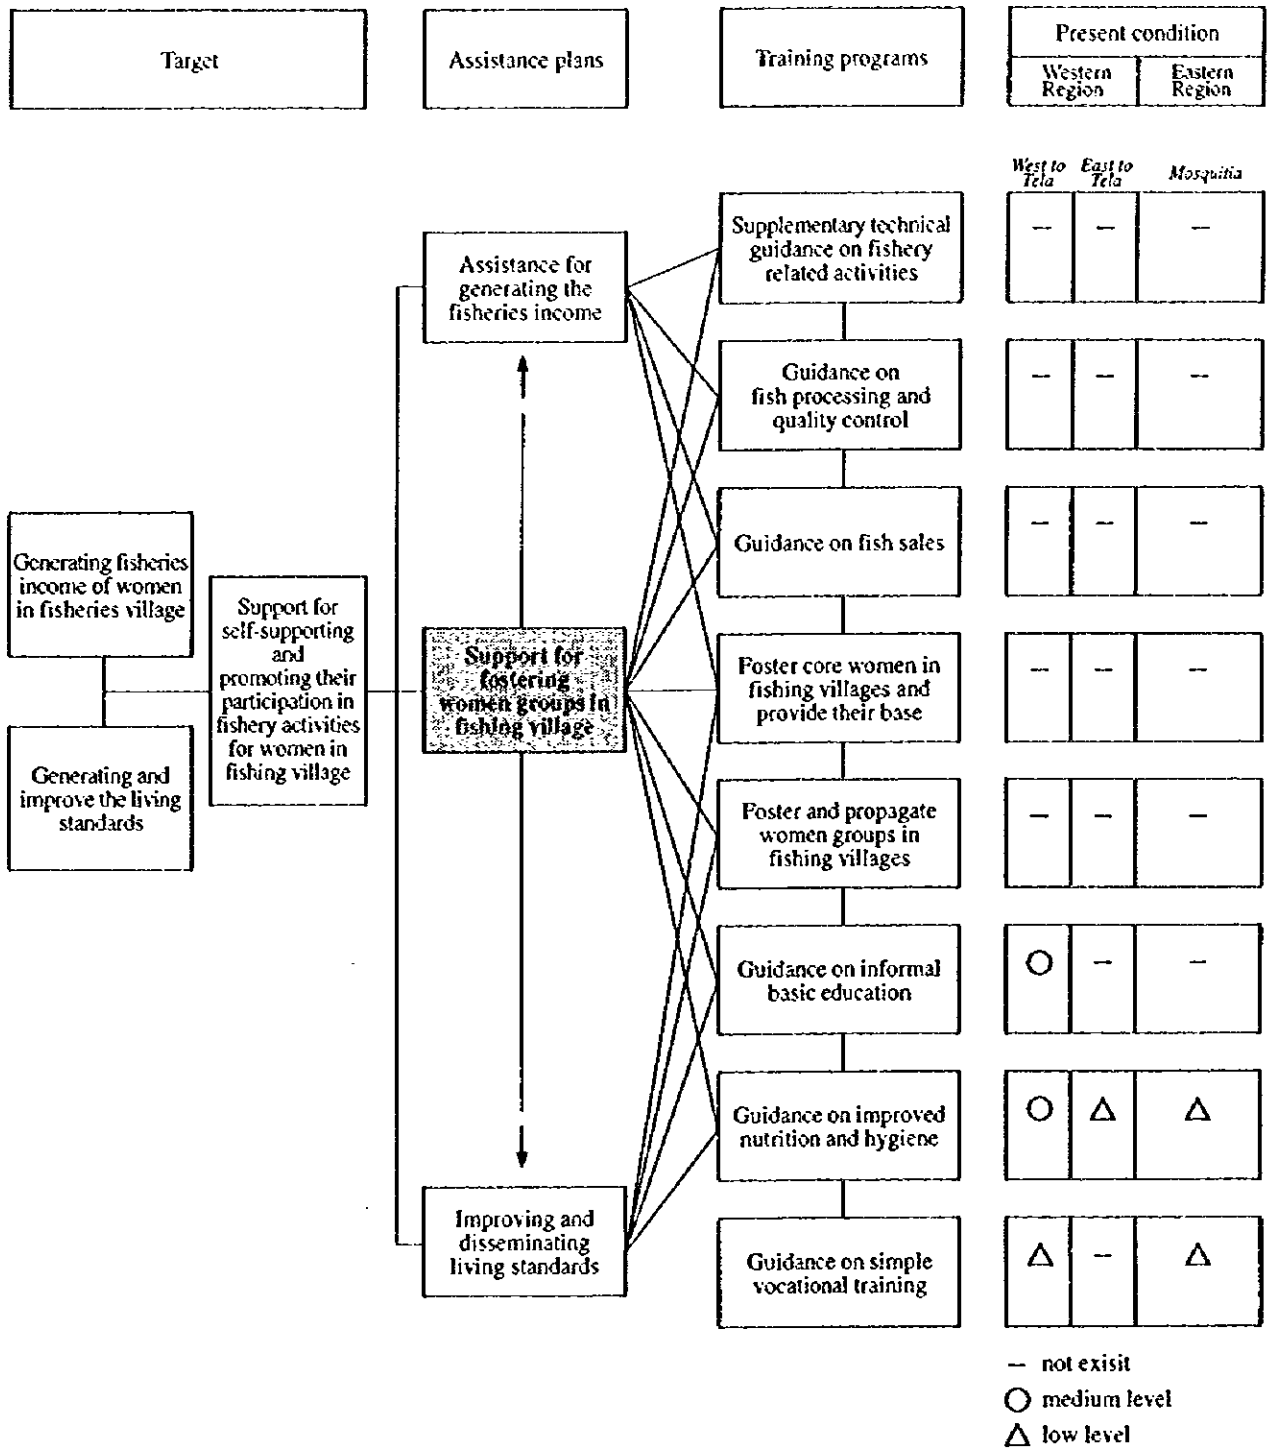 Target
Assistance plans
Training programs
Present condition
Western
Region
Eastern
Region
West to
Tela
East to
Tela
Mosquitia
Generating fisheries
income of women
in fisheries village
Generating and
improve the living
standards
Support for
self-supporting
and
promoting their
participation in
fishery activities
for women in
fishing village
Assistance for
generating the
fisheries income
Support for
fostering
women groups in
fishing village
Improving and
disseminating
living standards
Supplementary technical
guidance on fishery
related activities
– – –
Guidance on
fish processing and
quality control
– – –
Guidance on fish sales
– – –
Foster core women in
fishing villages and
provide their base
– – –
Foster and propagate
women groups in
fishing villages
– – –
Guidance on informal
basic education
○ – –
Guidance on improved
nutrition and hygiene
○ △ △
Guidance on simple
vocational training
△ – △
– not exisit
○ medium level
△ low level